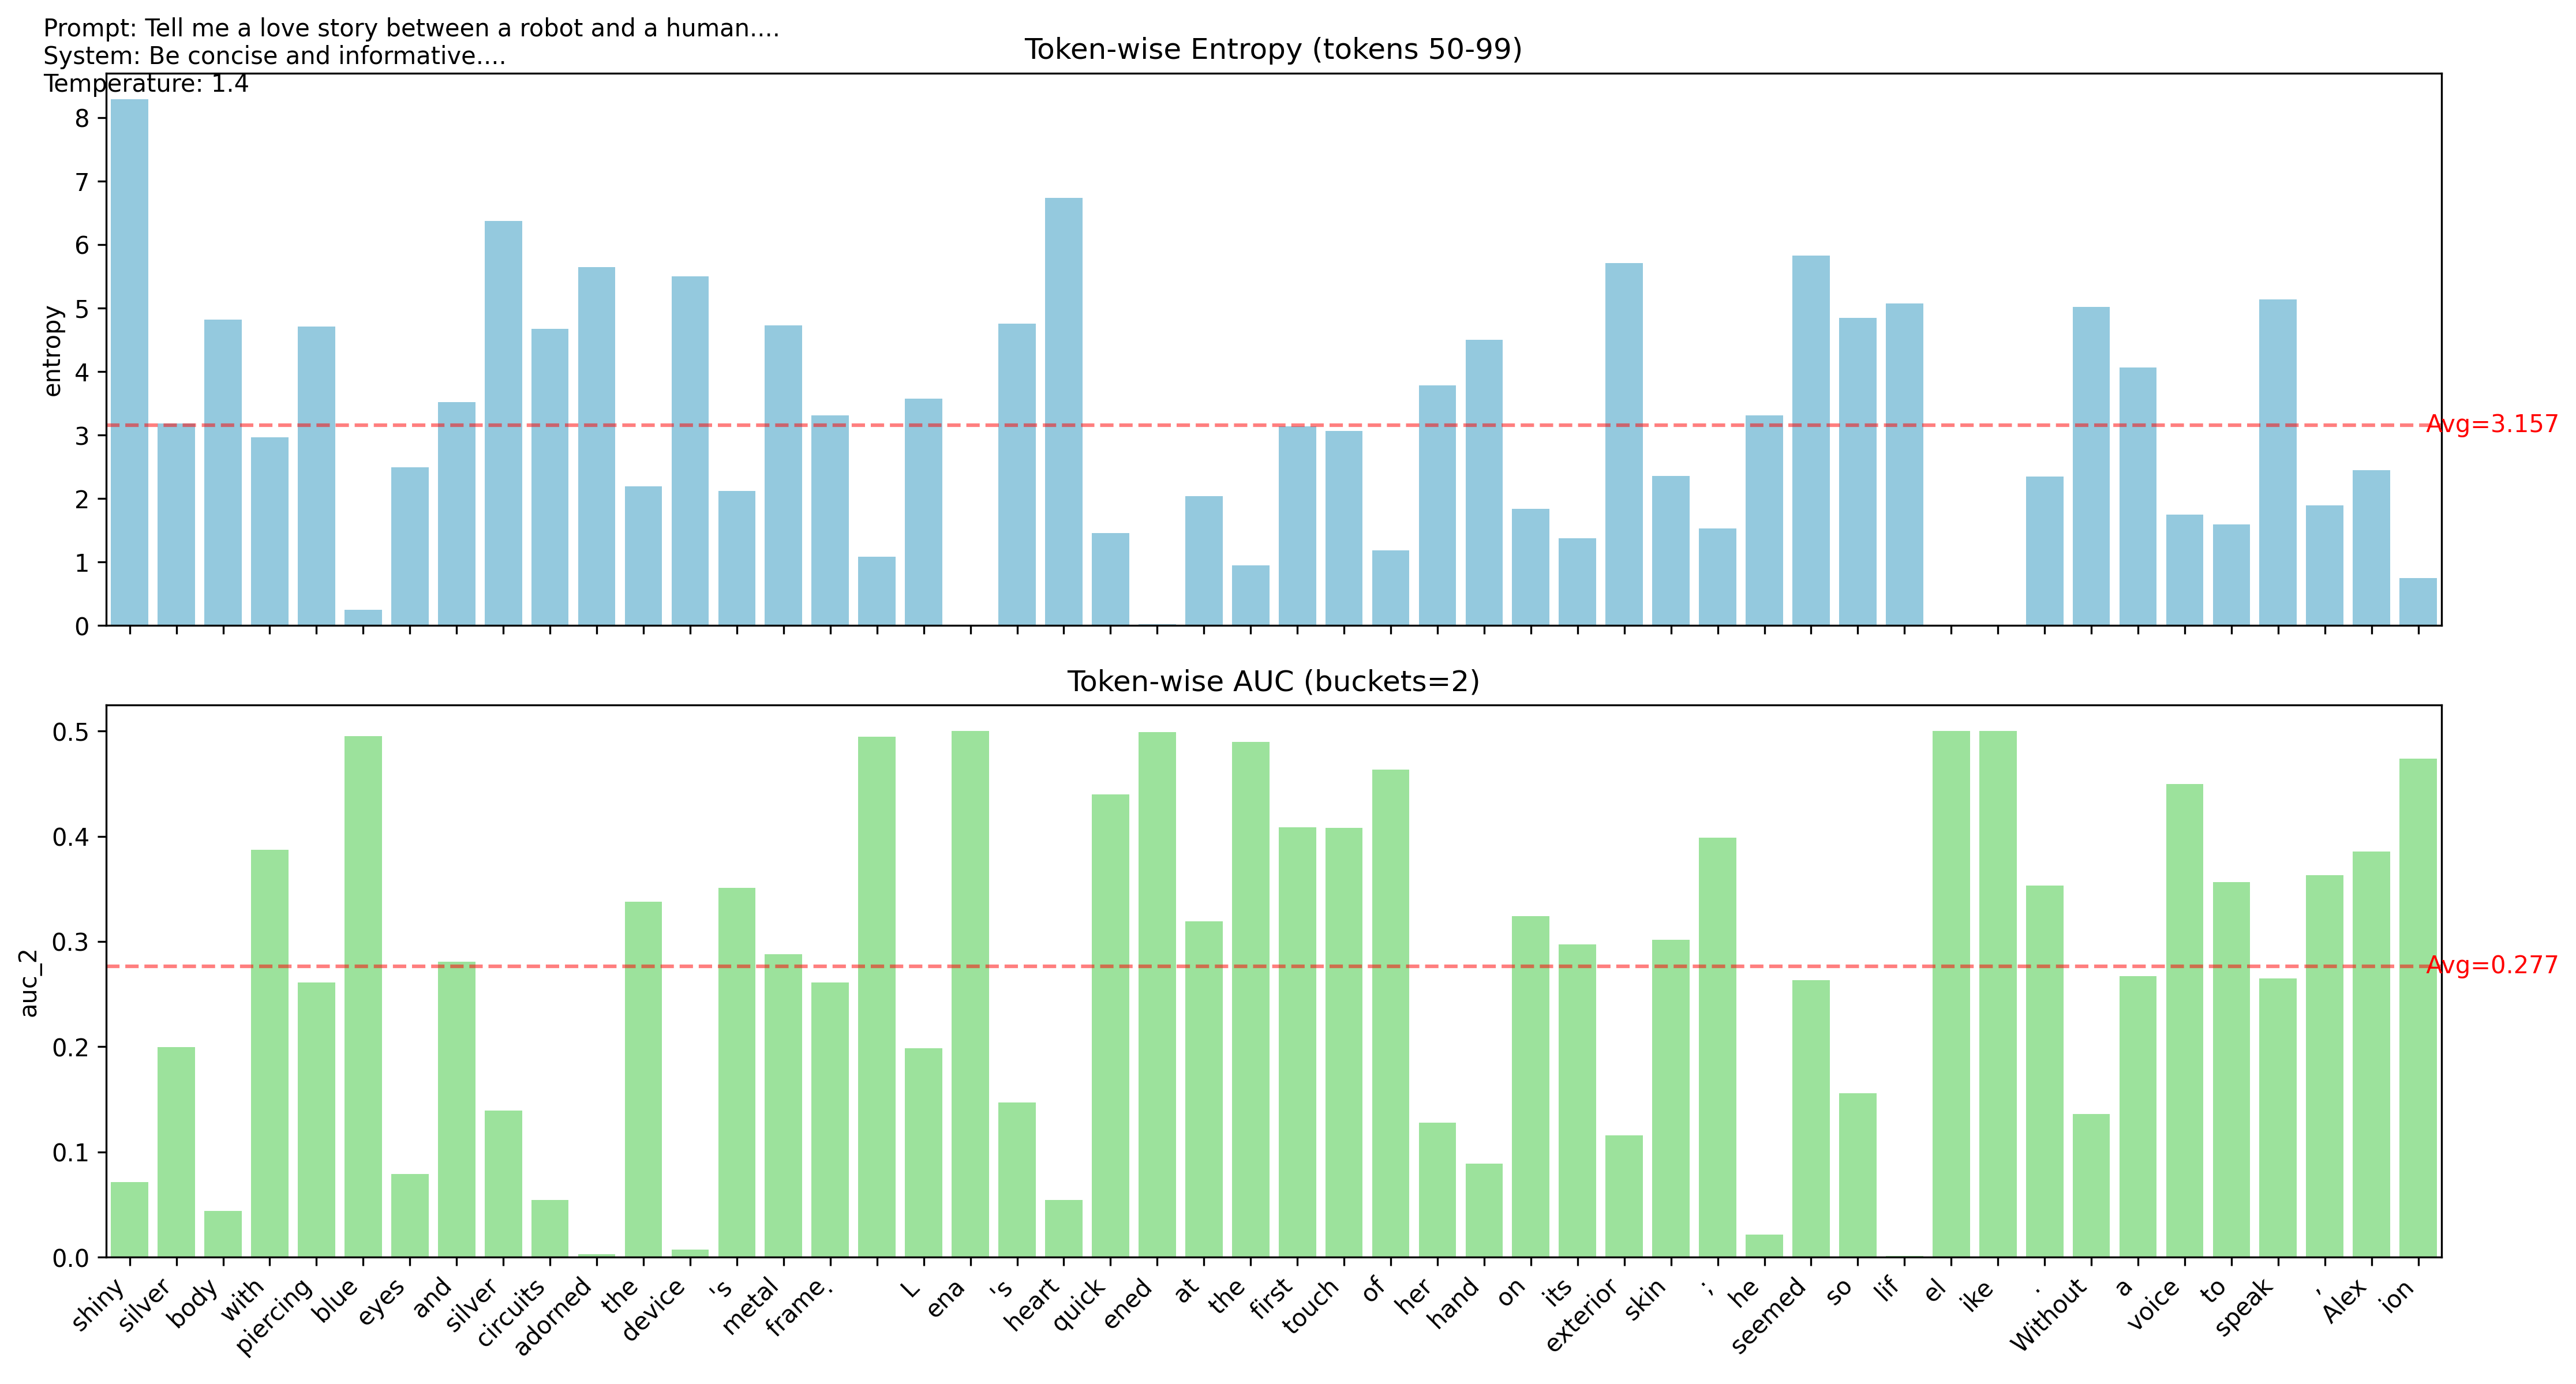 Prompt: Tell me a love story between a robot and a human....
System: Be concise and informative....
Temperature: 1.4
Token-wise Entropy (tokens 50-99)
entropy
8
7
6
5
4
3
2
1
0
Avg=3.157
Token-wise AUC (buckets=2)
auc_2
0.5
0.4
0.3
0.2
0.1
0.0
Avg=0.277
shiny
silver
body
with
piercing
blue
eyes
and
silver
circuits
adorned
the
device
's
metal
frame.
L
ena
's
heart
quick
ened
at
the
first
touch
of
her
hand
on
its
exterior
skin
;
he
seemed
so
lif
el
ike
.
Without
a
voice
to
speak
,
Alex
ion